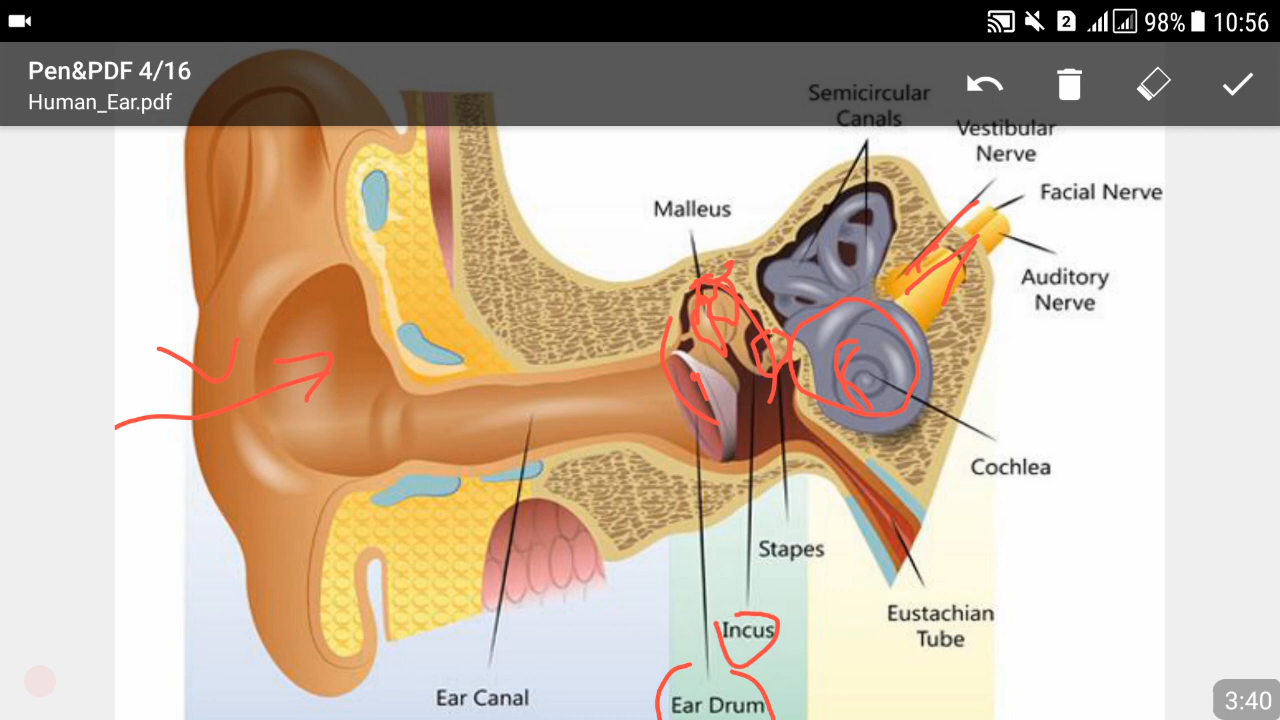 2 98% 10:56
Pen&PDF 4/16
Human_Ear.pdf
Semicircular
Canals
Vestibular
Nerve
Facial Nerve
Malleus
Auditory
Nerve
Cochlea
Stapes
Eustachian
Tube
Incus
Ear Canal
Ear Drum
3:40